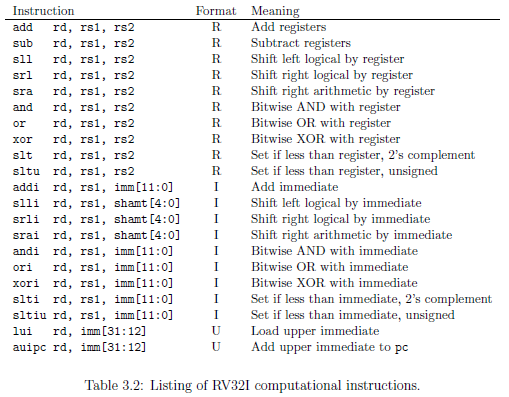 Instruction Format Meaning
add rd, rs1, rs2 R Add registers
sub rd, rs1, rs2 R Subtract registers
sll rd, rs1, rs2 R Shift left logical by register
srl rd, rs1, rs2 R Shift right logical by register
sra rd, rs1, rs2 R Shift right arithmetic by register
and rd, rs1, rs2 R Bitwise AND with register
or rd, rs1, rs2 R Bitwise OR with register
xor rd, rs1, rs2 R Bitwise XOR with register
slt rd, rs1, rs2 R Set if less than register, 2's complement
sltu rd, rs1, rs2 R Set if less than register, unsigned
addi rd, rs1, imm[11:0] I Add immediate
slli rd, rs1, shamt[4:0] I Shift left logical by immediate
srli rd, rs1, shamt[4:0] I Shift right logical by immediate
srai rd, rs1, shamt[4:0] I Shift right arithmetic by immediate
andi rd, rs1, imm[11:0] I Bitwise AND with immediate
ori rd, rs1, imm[11:0] I Bitwise OR with immediate
xori rd, rs1, imm[11:0] I Bitwise XOR with immediate
slti rd, rs1, imm[11:0] I Set if less than immediate, 2's complement
sltiu rd, rs1, imm[11:0] I Set if less than immediate, unsigned
lui rd, imm[31:12] U Load upper immediate
auipc rd, imm[31:12] U Add upper immediate to pc
Table 3.2: Listing of RV32I computational instructions.